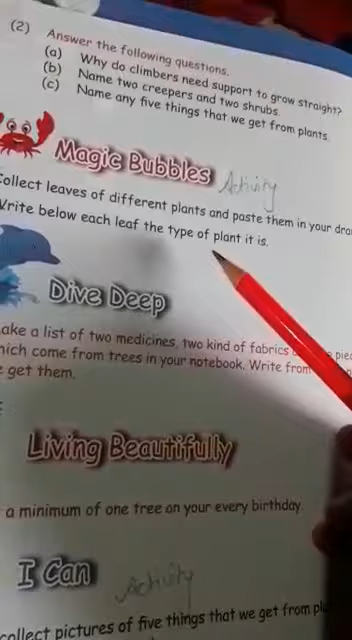 (2) Answer the following questions.
(a) Why do climbers need support to grow straight?
(b) Name two creepers and two shrubs.
(c) Name any five things that we get from plants.
Magic Bubbles Activity
Collect leaves of different plants and paste them in your dra
Write below each leaf the type of plant it is.
Dive Deep
ake a list of two medicines, two kind of fabrics pie
hich come from trees in your notebook. Write from
get them.
Living Beautifully
a minimum of one tree on your every birthday.
I Can Activity
collect pictures of five things that we get from pl